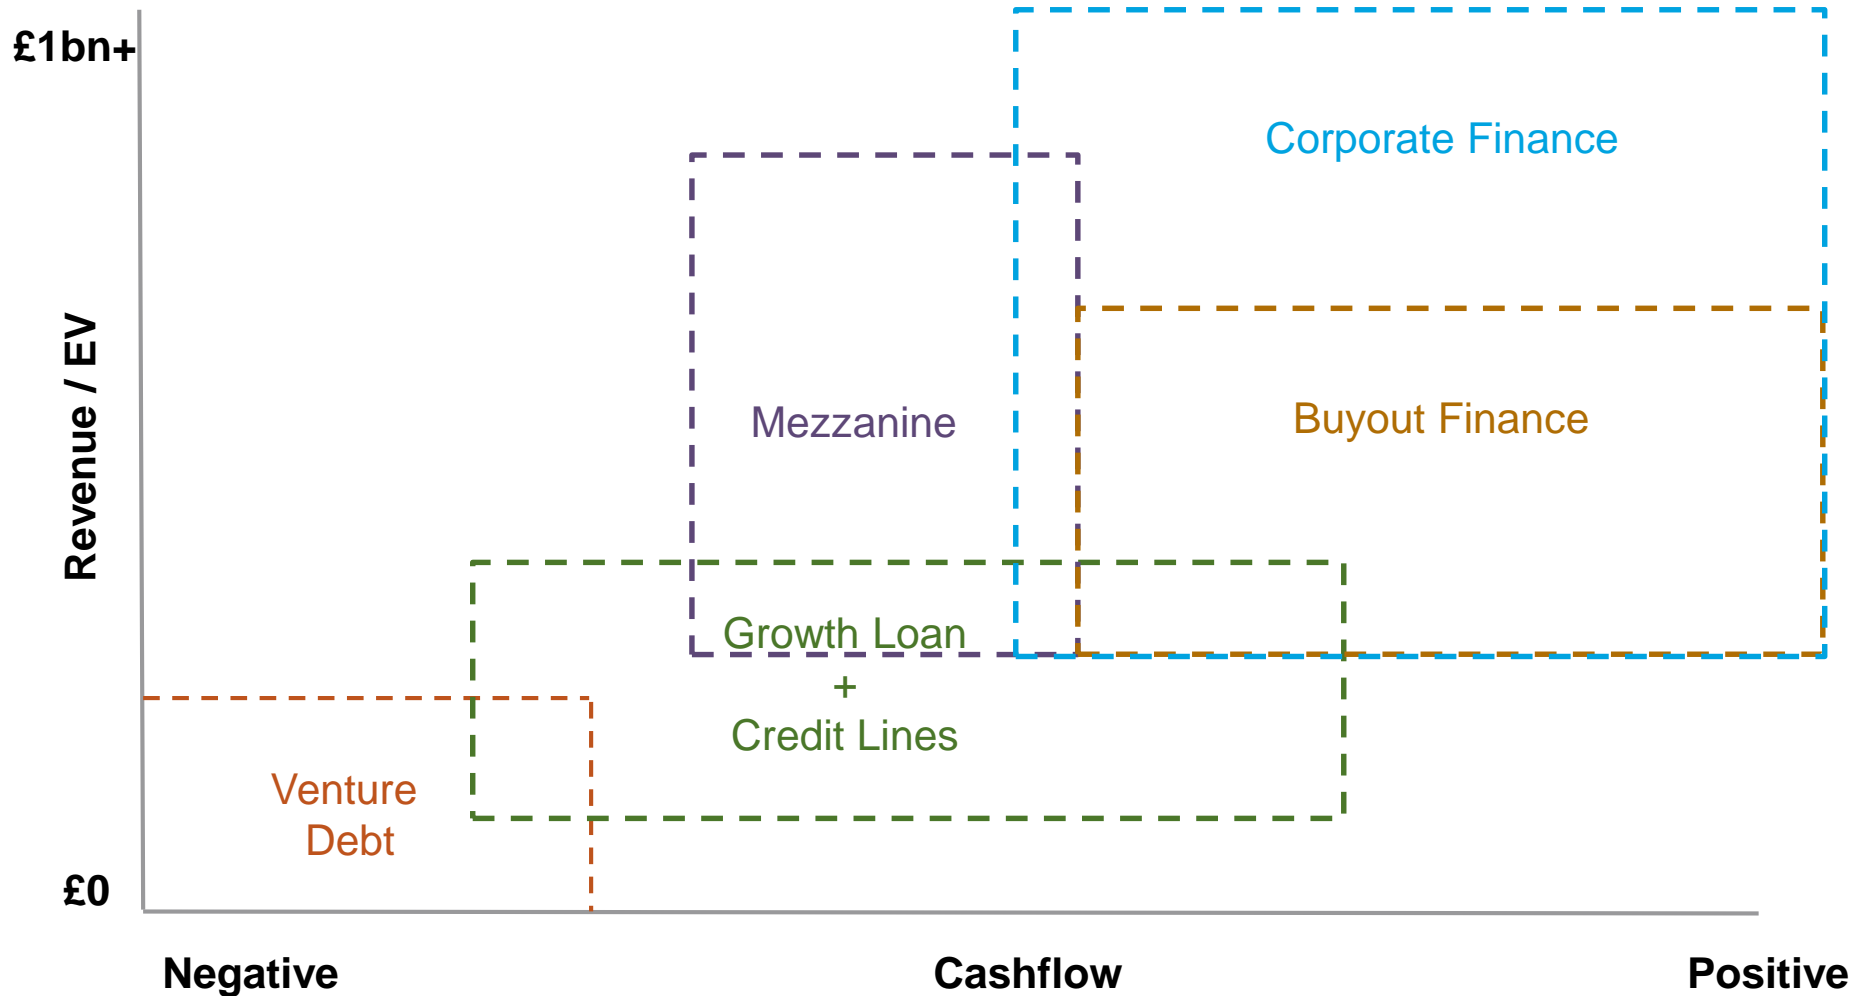 £1bn+
Corporate Finance
Revenue / EV
Mezzanine
Buyout Finance
Growth Loan
+
Credit Lines
Venture
Debt
£0
Negative
Cashflow
Positive